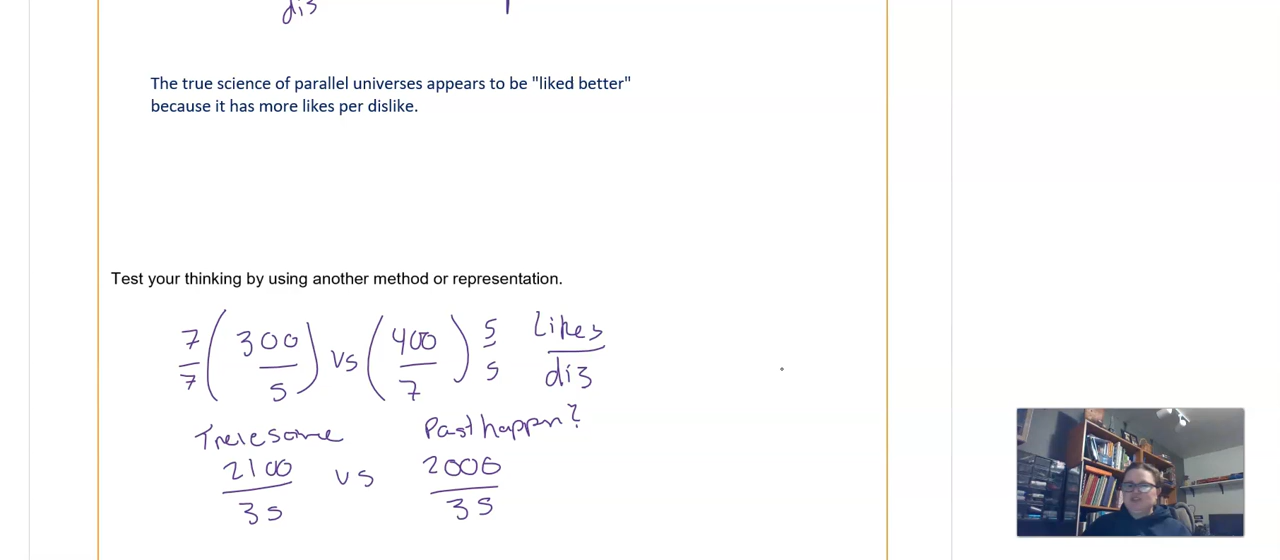 dis
The true science of parallel universes appears to be "liked better"
because it has more likes per dislike.
Test your thinking by using another method or representation.
7/7 (300/5) vs (400/7) 5/5 Likes/dis
Past happen?
2100/35 vs 2000/35